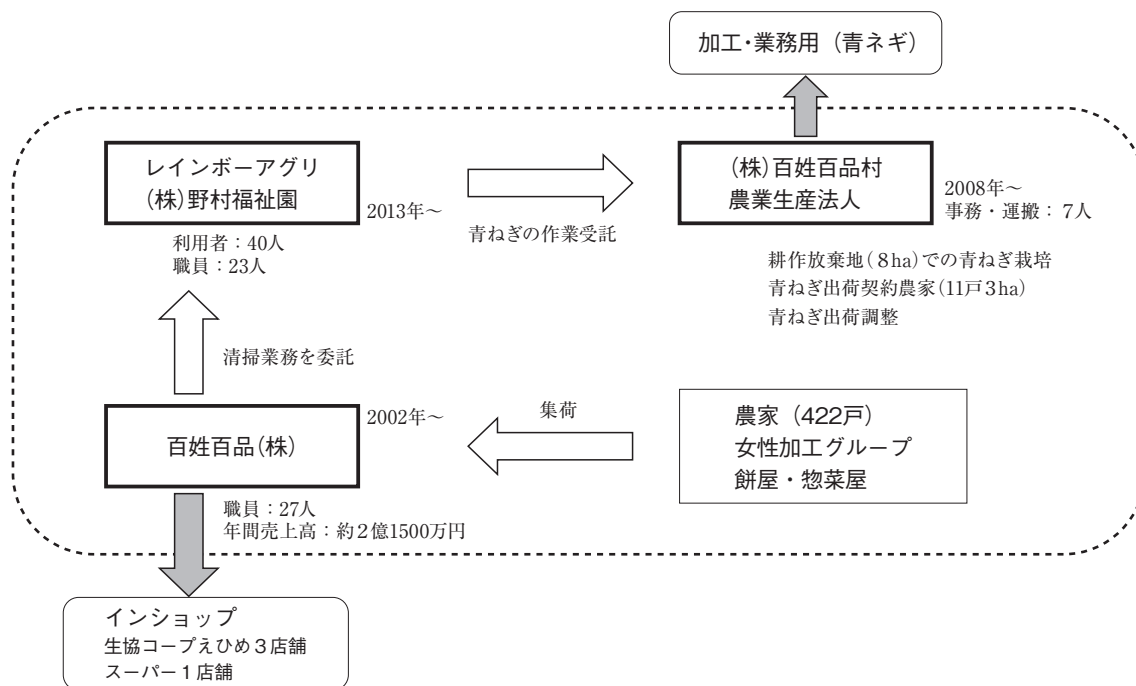 加工・業務用（青ネギ）
レインボーアグリ
(株)野村福祉園
2013年～
利用者：40人
職員：23人
青ねぎの作業受託
(株)百姓百品村
農業生産法人
2008年～
事務・運搬：7人
耕作放棄地(8ha)での青ねぎ栽培
青ねぎ出荷契約農家(11戸3ha)
青ねぎ出荷調整
清掃業務を委託
百姓百品(株)
2002年～
職員：27人
年間売上高：約2億1500万円
集荷
農家（422戸）
女性加工グループ
餅屋・惣菜屋
インショップ
生協コープえひめ3店舗
スーパー1店舗